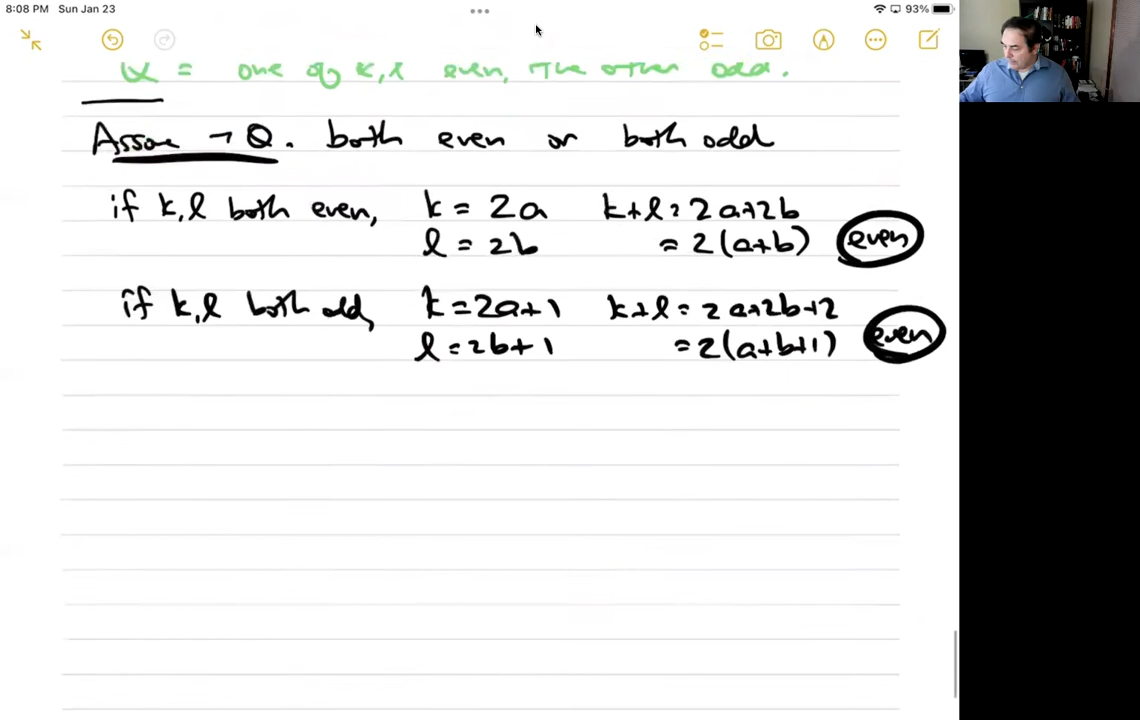 8:08 PM Sun Jan 23
93%
Q = one of k, l even, the other odd.
Assume ¬Q. both even or both odd
if k, l both even, k = 2a k+l = 2a+2b
l = 2b = 2(a+b) even
if k, l both odd, k = 2a+1 k+l = 2a+2b+2
l = 2b+1 = 2(a+b+1) even